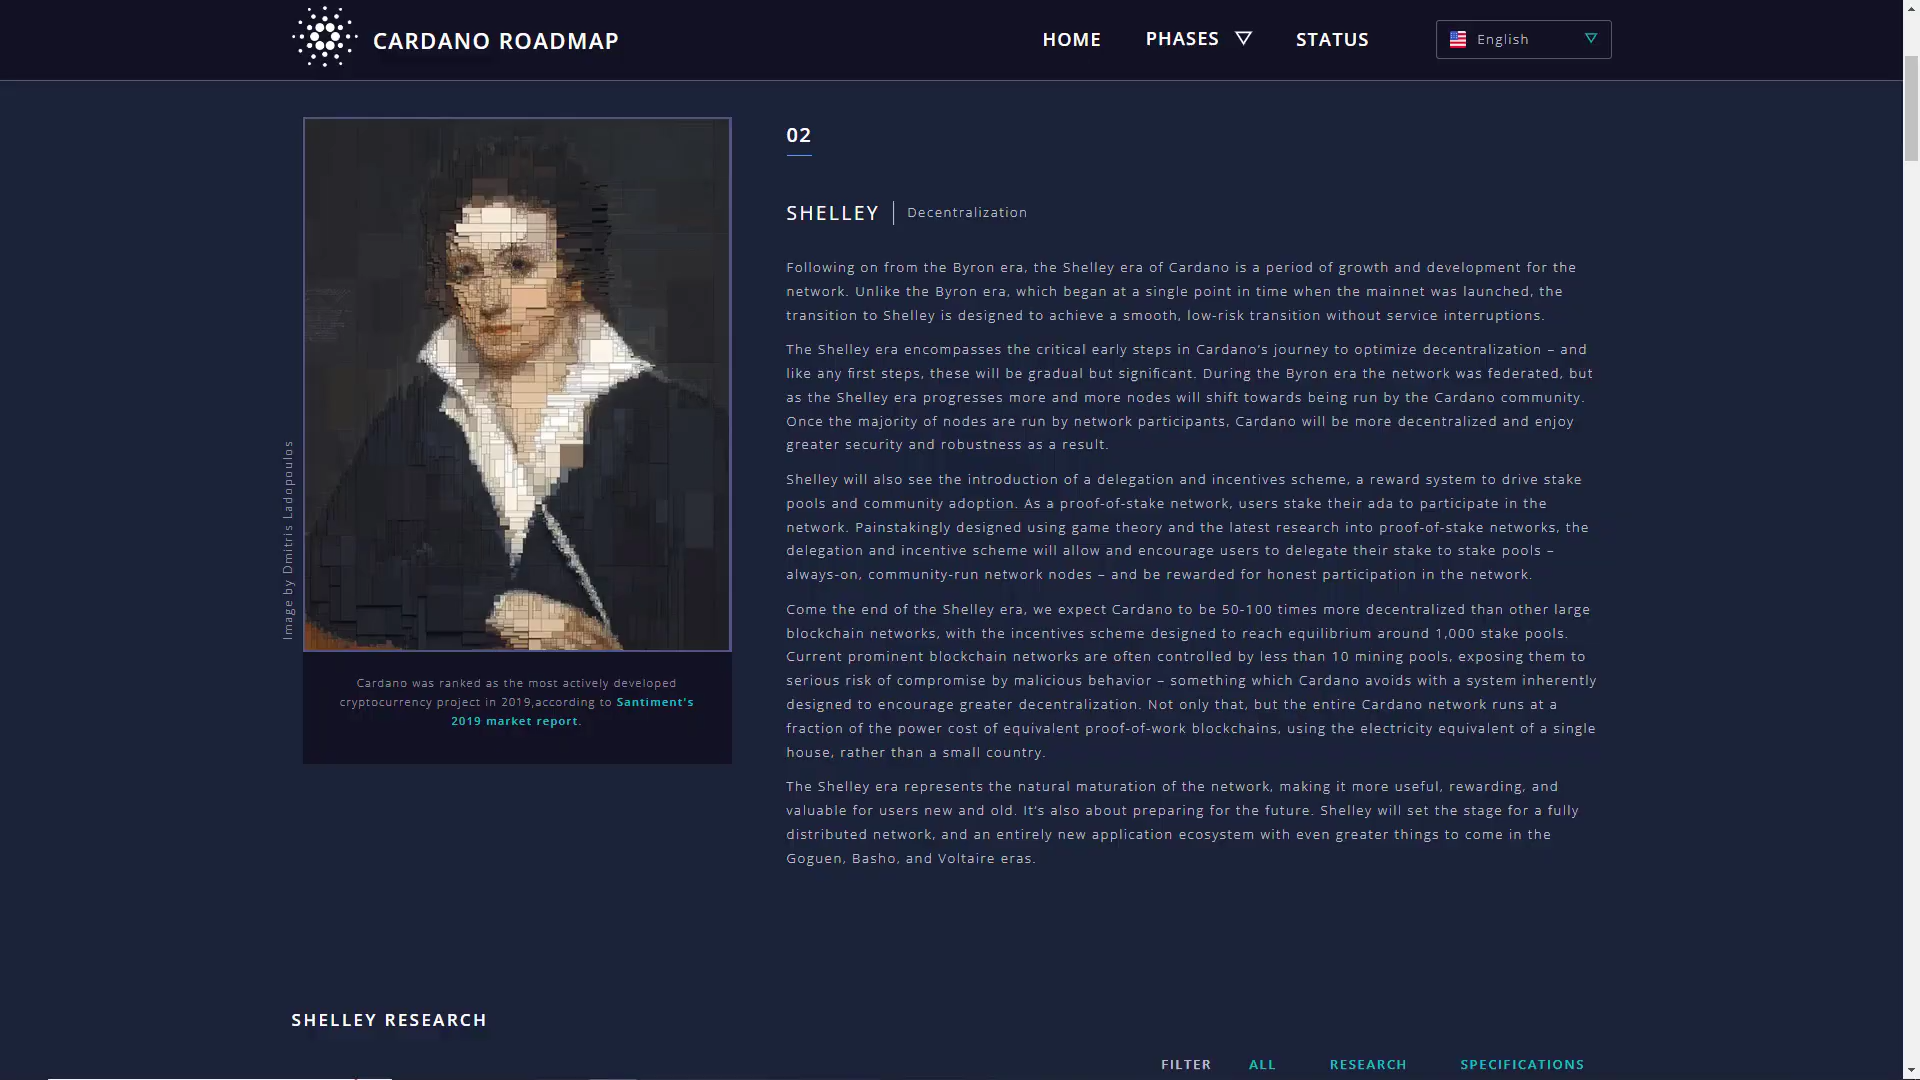 CARDANO ROADMAP
HOME
PHASES
STATUS
English
Image by Dmitris Ladopoulos
Cardano was ranked as the most actively developed
cryptocurrency project in 2019,according to Santiment's
2019 market report.
02
SHELLEY
Decentralization
Following on from the Byron era, the Shelley era of Cardano is a period of growth and development for the
network. Unlike the Byron era, which began at a single point in time when the mainnet was launched, the
transition to Shelley is designed to achieve a smooth, low-risk transition without service interruptions.
The Shelley era encompasses the critical early steps in Cardano's journey to optimize decentralization – and
like any first steps, these will be gradual but significant. During the Byron era the network was federated, but
as the Shelley era progresses more and more nodes will shift towards being run by the Cardano community.
Once the majority of nodes are run by network participants, Cardano will be more decentralized and enjoy
greater security and robustness as a result.
Shelley will also see the introduction of a delegation and incentives scheme, a reward system to drive stake
pools and community adoption. As a proof-of-stake network, users stake their ada to participate in the
network. Painstakingly designed using game theory and the latest research into proof-of-stake networks, the
delegation and incentive scheme will allow and encourage users to delegate their stake to stake pools –
always-on, community-run network nodes – and be rewarded for honest participation in the network.
Come the end of the Shelley era, we expect Cardano to be 50-100 times more decentralized than other large
blockchain networks, with the incentives scheme designed to reach equilibrium around 1,000 stake pools.
Current prominent blockchain networks are often controlled by less than 10 mining pools, exposing them to
serious risk of compromise by malicious behavior – something which Cardano avoids with a system inherently
designed to encourage greater decentralization. Not only that, but the entire Cardano network runs at a
fraction of the power cost of equivalent proof-of-work blockchains, using the electricity equivalent of a single
house, rather than a small country.
The Shelley era represents the natural maturation of the network, making it more useful, rewarding, and
valuable for users new and old. It's also about preparing for the future. Shelley will set the stage for a fully
distributed network, and an entirely new application ecosystem with even greater things to come in the
Goguen, Basho, and Voltaire eras.
SHELLEY RESEARCH
FILTER
ALL
RESEARCH
SPECIFICATIONS